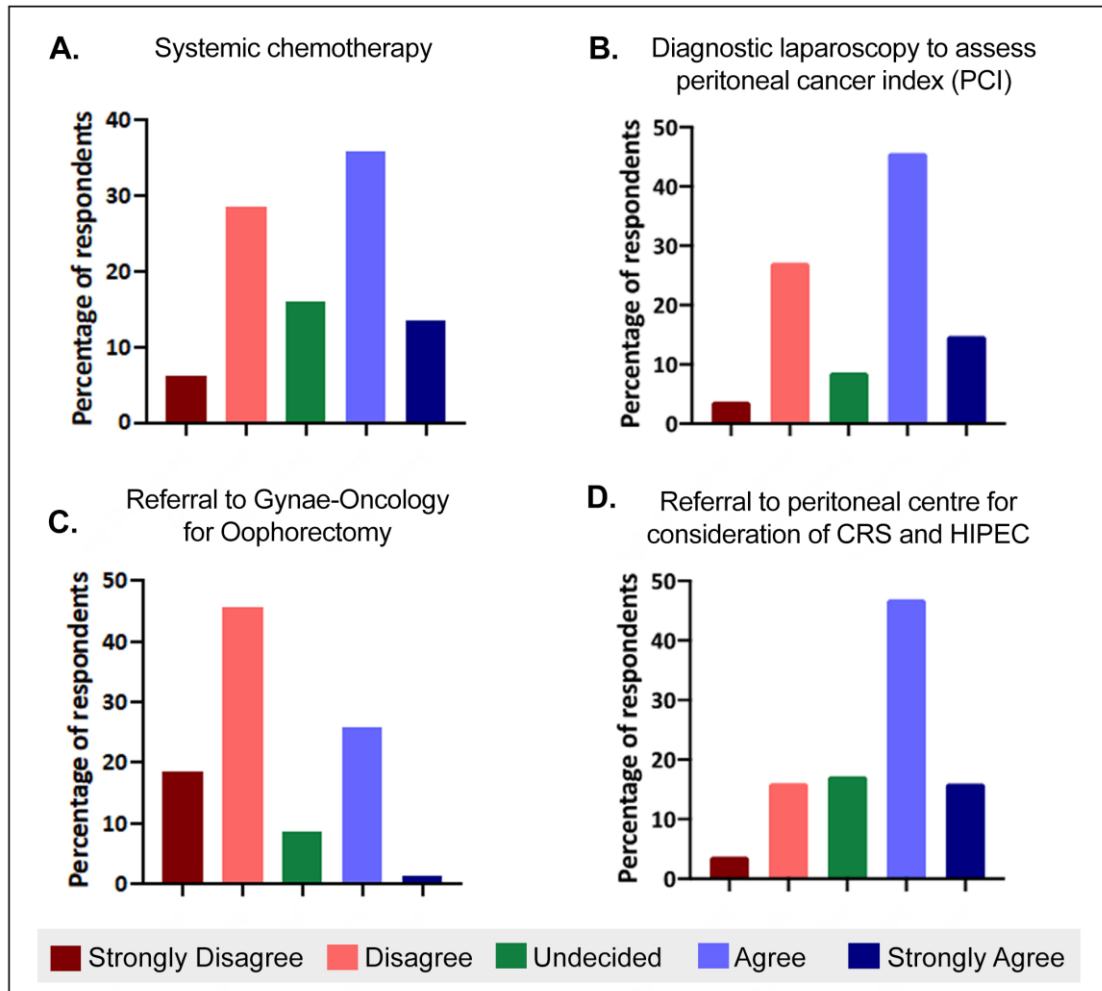 A. Systemic chemotherapy
Percentage of respondents
40
30
20
10
0
B. Diagnostic laparoscopy to assess
peritoneal cancer index (PCI)
Percentage of respondents
50
40
30
20
10
0
C. Referral to Gynae-Oncology
for Oophorectomy
Percentage of respondents
50
40
30
20
10
0
D. Referral to peritoneal centre for
consideration of CRS and HIPEC
Percentage of respondents
50
40
30
20
10
0
Strongly Disagree Disagree Undecided Agree Strongly Agree